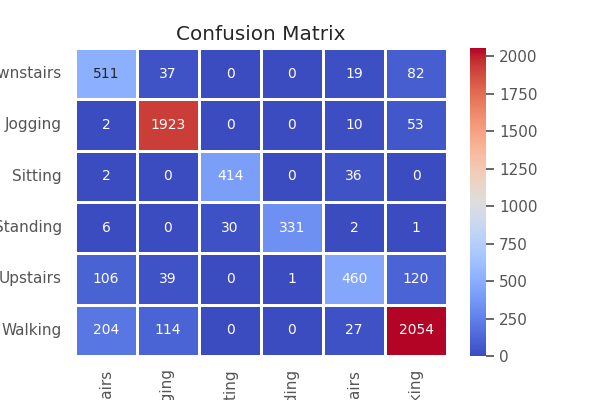 Confusion Matrix
wnstairs 511 37 0 0 19 82
Jogging 2 1923 0 0 10 53
Sitting 2 0 414 0 36 0
Standing 6 0 30 331 2 1
Upstairs 106 39 0 1 460 120
Walking 204 114 0 0 27 2054
airs ging ting ding airs king
2000
1750
1500
1250
1000
750
500
250
0